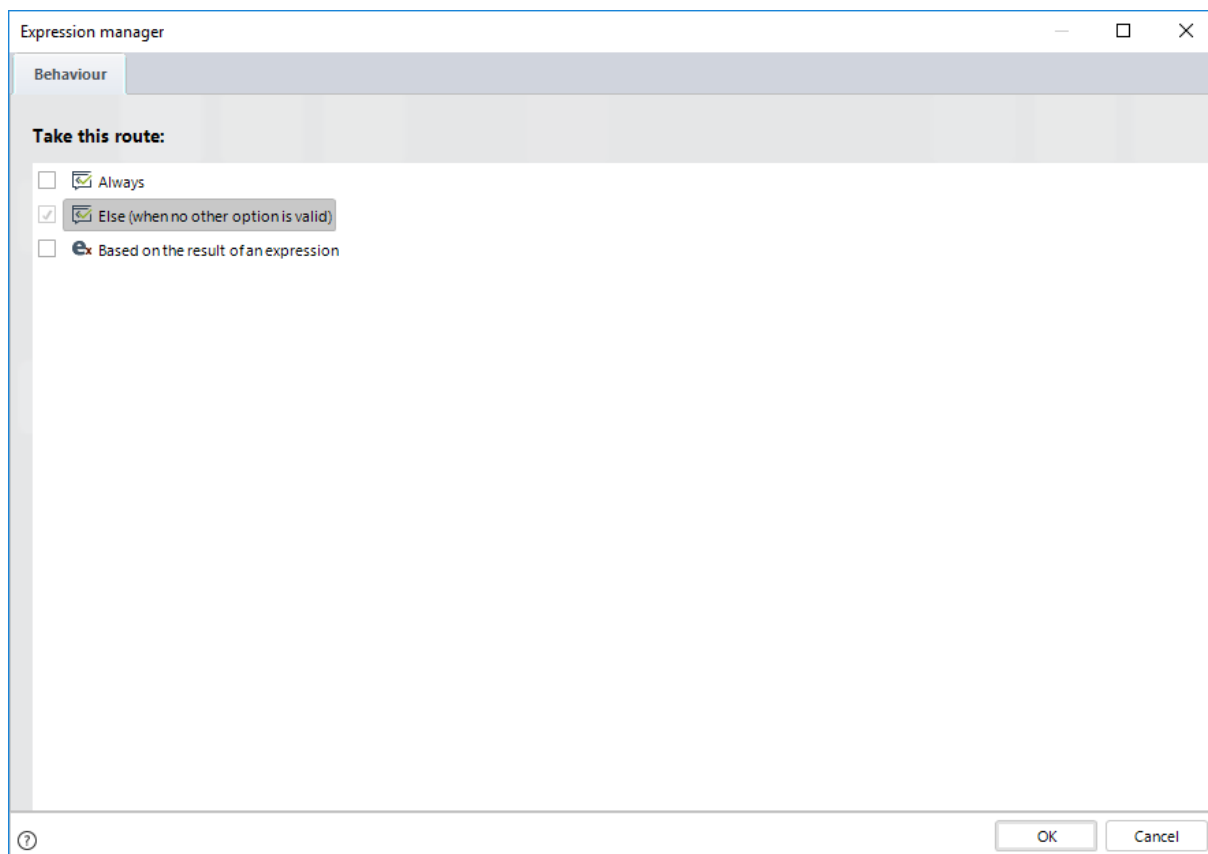 Expression manager
Behaviour
Take this route:
Always
Else (when no other option is valid)
ex Based on the result of an expression
?
OK Cancel